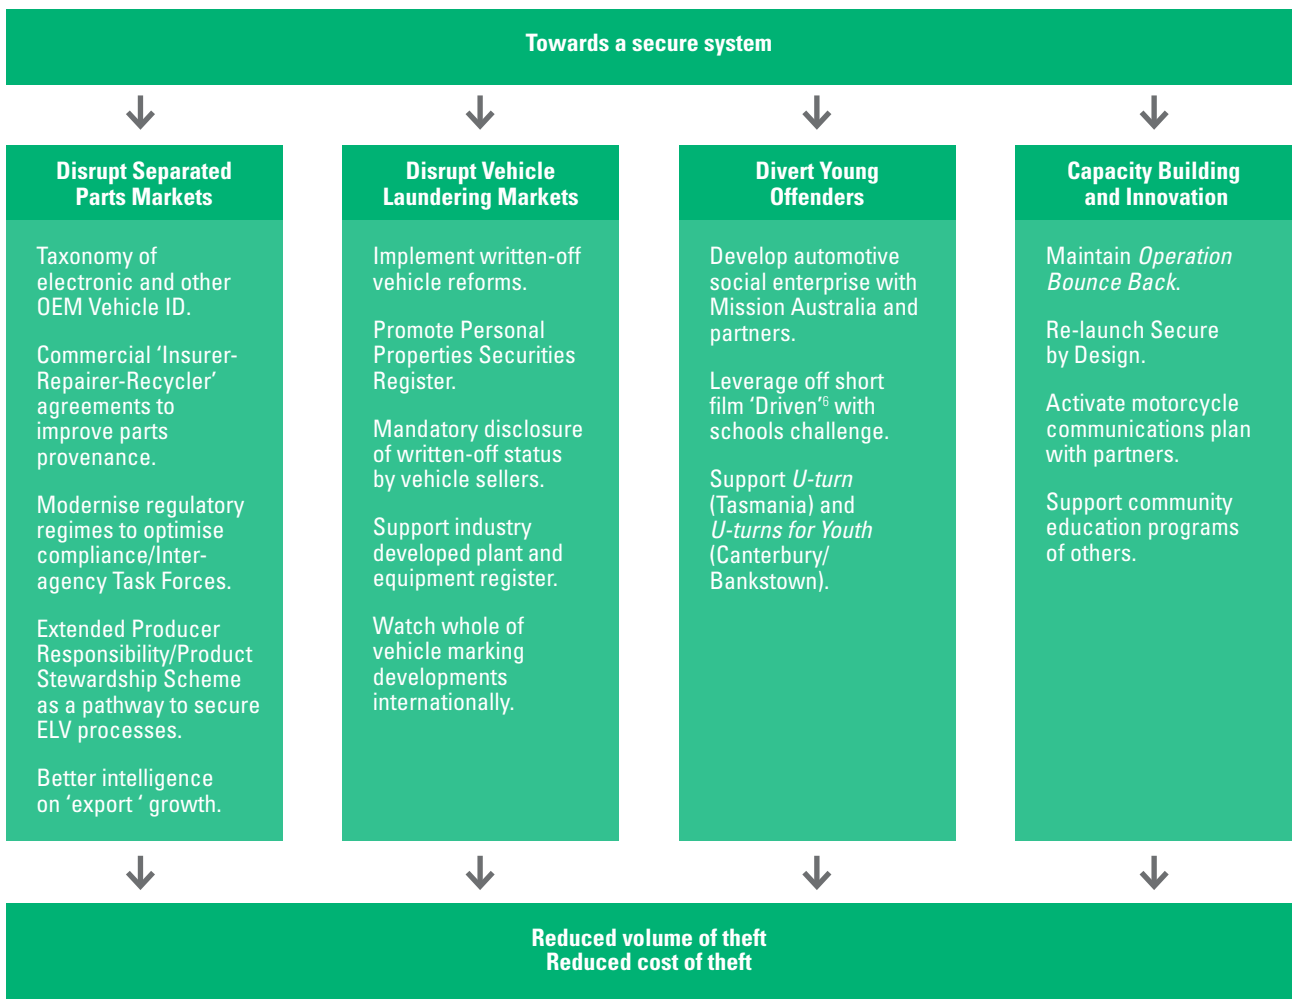 Towards a secure system
Disrupt Separated
Parts Markets
Taxonomy of
electronic and other
OEM Vehicle ID.
Commercial ‘Insurer-
Repairer-Recycler’
agreements to
improve parts
provenance.
Modernise regulatory
regimes to optimise
compliance/Inter-
agency Task Forces.
Extended Producer
Responsibility/Product
Stewardship Scheme
as a pathway to secure
ELV processes.
Better intelligence
on ‘export ‘ growth.
Disrupt Vehicle
Laundering Markets
Implement written-off
vehicle reforms.
Promote Personal
Properties Securities
Register.
Mandatory disclosure
of written-off status
by vehicle sellers.
Support industry
developed plant and
equipment register.
Watch whole of
vehicle marking
developments
internationally.
Divert Young
Offenders
Develop automotive
social enterprise with
Mission Australia and
partners.
Leverage off short
film ‘Driven’⁶ with
schools challenge.
Support U-turn
(Tasmania) and
U-turns for Youth
(Canterbury/
Bankstown).
Capacity Building
and Innovation
Maintain Operation
Bounce Back.
Re-launch Secure
by Design.
Activate motorcycle
communications plan
with partners.
Support community
education programs
of others.
Reduced volume of theft
Reduced cost of theft